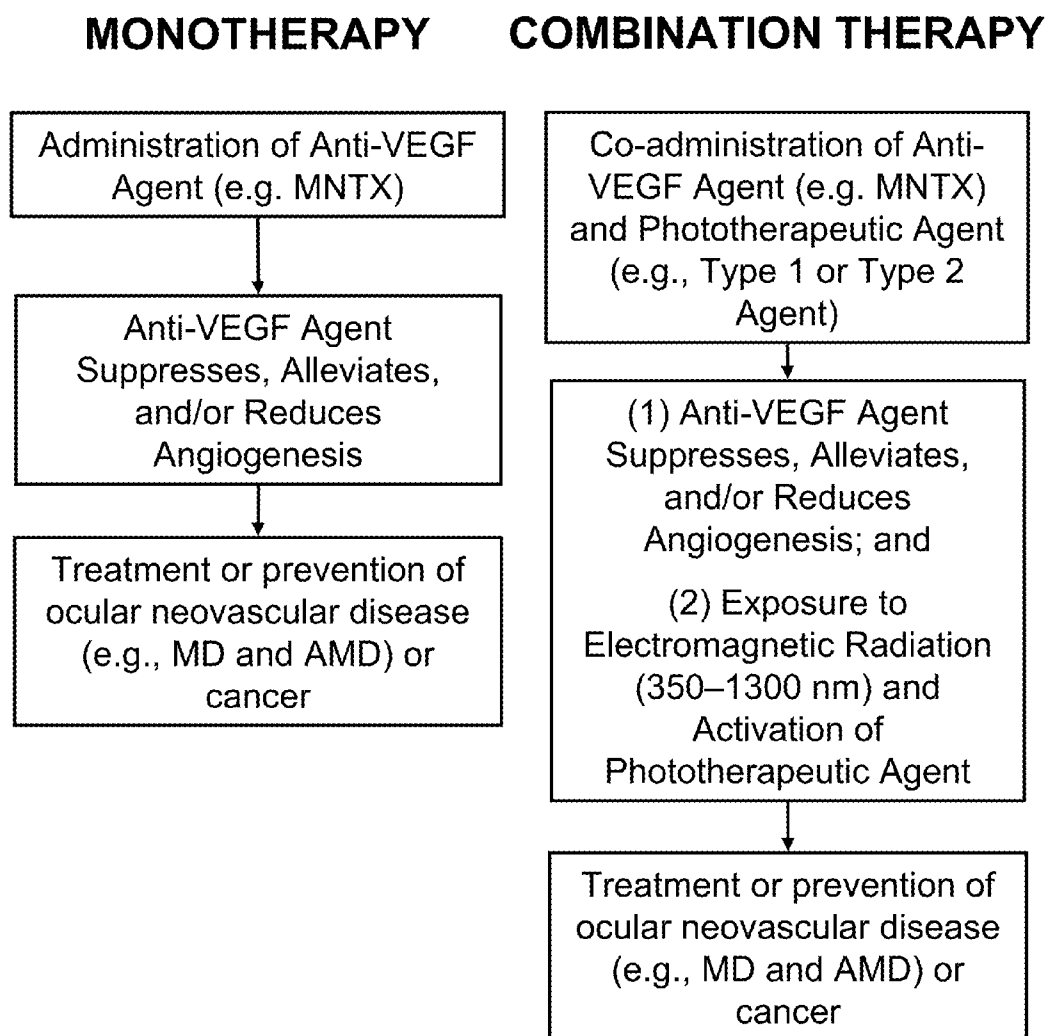 MONOTHERAPY
Administration of Anti-VEGF
Agent (e.g. MNTX)
Anti-VEGF Agent
Suppresses, Alleviates,
and/or Reduces
Angiogenesis
Treatment or prevention of
ocular neovascular disease
(e.g., MD and AMD) or
cancer
COMBINATION THERAPY
Co-administration of Anti-
VEGF Agent (e.g. MNTX)
and Phototherapeutic Agent
(e.g., Type 1 or Type 2
Agent)
(1) Anti-VEGF Agent
Suppresses, Alleviates,
and/or Reduces
Angiogenesis; and
(2) Exposure to
Electromagnetic Radiation
(350–1300 nm) and
Activation of
Phototherapeutic Agent
Treatment or prevention of
ocular neovascular disease
(e.g., MD and AMD) or
cancer